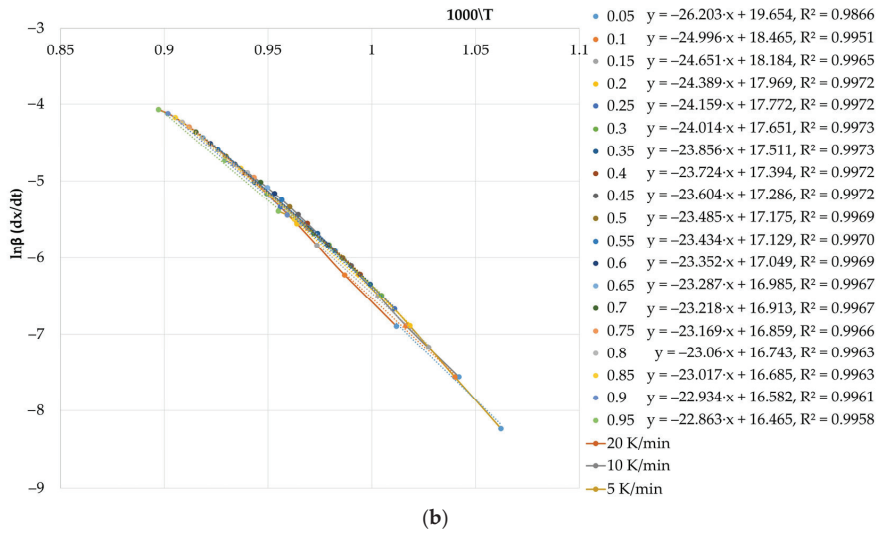 1000\T
0.85 0.9 0.95 1 1.05 1.1
−3
−4
−5
−6
−7
−8
−9
lnβ (dx/dt)
0.05 y = −26.203·x + 19.654, R² = 0.9866
0.1 y = −24.996·x + 18.465, R² = 0.9951
0.15 y = −24.651·x + 18.184, R² = 0.9965
0.2 y = −24.389·x + 17.969, R² = 0.9972
0.25 y = −24.159·x + 17.772, R² = 0.9972
0.3 y = −24.014·x + 17.651, R² = 0.9973
0.35 y = −23.856·x + 17.511, R² = 0.9973
0.4 y = −23.724·x + 17.394, R² = 0.9972
0.45 y = −23.604·x + 17.286, R² = 0.9972
0.5 y = −23.485·x + 17.175, R² = 0.9969
0.55 y = −23.434·x + 17.129, R² = 0.9970
0.6 y = −23.352·x + 17.049, R² = 0.9969
0.65 y = −23.287·x + 16.985, R² = 0.9967
0.7 y = −23.218·x + 16.913, R² = 0.9967
0.75 y = −23.169·x + 16.859, R² = 0.9966
0.8 y = −23.06·x + 16.743, R² = 0.9963
0.85 y = −23.017·x + 16.685, R² = 0.9963
0.9 y = −22.934·x + 16.582, R² = 0.9961
0.95 y = −22.863·x + 16.465, R² = 0.9958
20 K/min
10 K/min
5 K/min
(b)